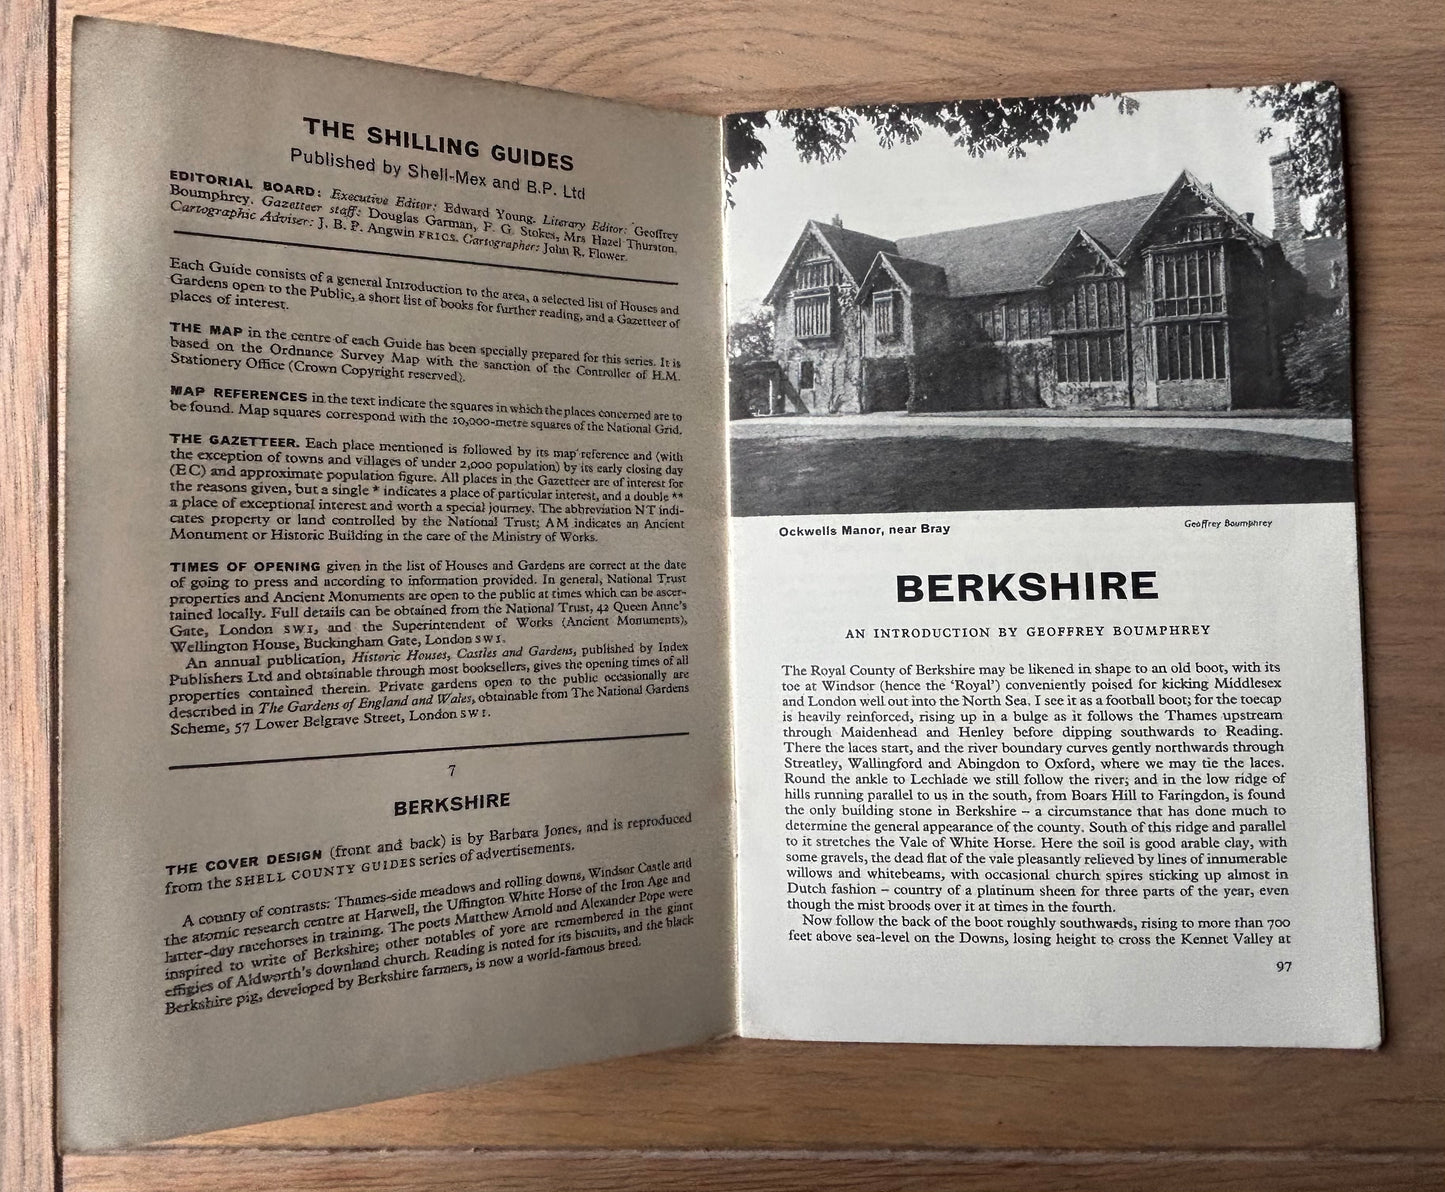 THE SHILLING GUIDES
Published by Shell-Mex and B.P. Ltd
EDITORIAL BOARD: Executive Editor: Edward Young. Literary Editor: Geoffrey
Boumphrey. Gazetteer staff: Douglas Garman, F. G. Stokes, Mrs Hazel Thurston.
Cartographic Adviser: J. B. P. Angwin FRICS. Cartographer: John R. Flower.
Each Guide consists of a general Introduction to the area, a selected list of Houses and
Gardens open to the Public, a short list of books for further reading, and a Gazetteer of
places of interest.
THE MAP in the centre of each Guide has been specially prepared for this series. It is
based on the Ordnance Survey Map with the sanction of the Controller of H.M.
Stationery Office (Crown Copyright reserved).
MAP REFERENCES in the text indicate the squares in which the places concerned are to
be found. Map squares correspond with the 10,000-metre squares of the National Grid.
THE GAZETTEER. Each place mentioned is followed by its map reference and (with
the exception of towns and villages of under 2,000 population) by its early closing day
(EC) and approximate population figure. All places in the Gazetteer are of interest for
the reasons given, but a single * indicates a place of particular interest, and a double **
a place of exceptional interest and worth a special journey. The abbreviation NT indi-
cates property or land controlled by the National Trust; AM indicates an Ancient
Monument or Historic Building in the care of the Ministry of Works.
TIMES OF OPENING given in the list of Houses and Gardens are correct at the date
of going to press and according to information provided. In general, National Trust
properties and Ancient Monuments are open to the public at times which can be ascer-
tained locally. Full details can be obtained from the National Trust, 42 Queen Anne's
Gate, London SW1, and the Superintendent of Works (Ancient Monuments),
Wellington House, Buckingham Gate, London SW1.
An annual publication, Historic Houses, Castles and Gardens, published by Index
Publishers Ltd and obtainable through most booksellers, gives the opening times of all
properties contained therein. Private gardens open to the public occasionally are
described in The Gardens of England and Wales, obtainable from The National Gardens
Scheme, 57 Lower Belgrave Street, London SW1.
7
BERKSHIRE
THE COVER DESIGN (front and back) is by Barbara Jones, and is reproduced
from the SHELL COUNTY GUIDES series of advertisements.
A county of contrasts: Thames-side meadows and rolling downs, Windsor Castle and
the atomic research centre at Harwell, the Uffington White Horse of the Iron Age and
latter-day racehorses in training. The poets Matthew Arnold and Alexander Pope were
inspired to write of Berkshire; other notables of yore are remembered in the giant
effigies of Aldworth's downland church. Reading is noted for its biscuits, and the black
Berkshire pig, developed by Berkshire farmers, is now a world-famous breed.
Ockwells Manor, near Bray
Geoffrey Boumphrey
BERKSHIRE
AN INTRODUCTION BY GEOFFREY BOUMPHREY
The Royal County of Berkshire may be likened in shape to an old boot, with its
toe at Windsor (hence the 'Royal') conveniently poised for kicking Middlesex
and London well out into the North Sea. I see it as a football boot; for the toecap
is heavily reinforced, rising up in a bulge as it follows the Thames upstream
through Maidenhead and Henley before dipping southwards to Reading.
There the laces start, and the river boundary curves gently northwards through
Streatley, Wallingford and Abingdon to Oxford, where we may tie the laces.
Round the ankle to Lechlade we still follow the river; and in the low ridge of
hills running parallel to us in the south, from Boars Hill to Faringdon, is found
the only building stone in Berkshire – a circumstance that has done much to
determine the general appearance of the county. South of this ridge and parallel
to it stretches the Vale of White Horse. Here the soil is good arable clay, with
some gravels, the dead flat of the vale pleasantly relieved by lines of innumerable
willows and whitebeams, with occasional church spires sticking up almost in
Dutch fashion – country of a platinum sheen for three parts of the year, even
though the mist broods over it at times in the fourth.
Now follow the back of the boot roughly southwards, rising to more than 700
feet above sea-level on the Downs, losing height to cross the Kennet Valley at
97